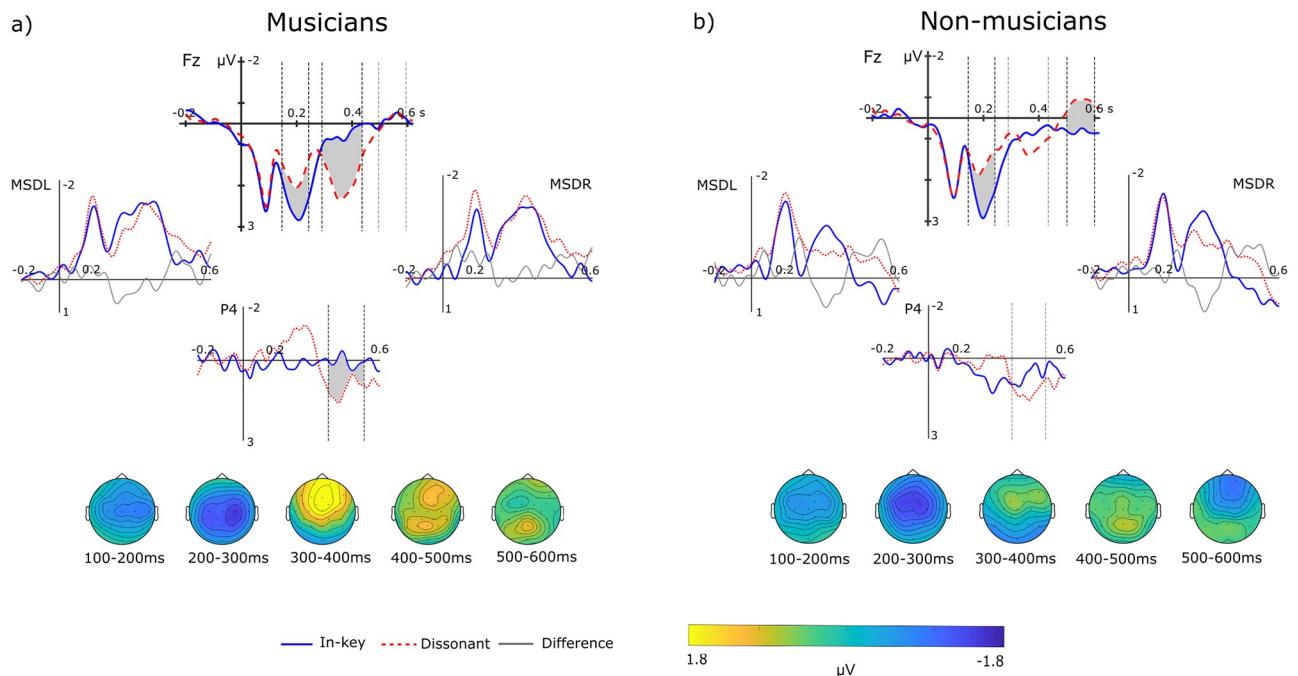 a)
Musicians
Fz
µV
-2
-0.2
0.2
0.4
0.6 s
3
MSDL
-2
-0.2
0.2
0.6
1
-2
MSDR
-0.2
0.2
0.6
1
P4
-2
-0.2
0.2
0.6
3
100-200ms
200-300ms
300-400ms
400-500ms
500-600ms
b)
Non-musicians
Fz
µV
-2
-0.2
0.2
0.4
0.6 s
3
MSDL
-2
-0.2
0.2
0.6
1
-2
MSDR
-0.2
0.2
0.6
1
P4
-2
-0.2
0.2
0.6
3
100-200ms
200-300ms
300-400ms
400-500ms
500-600ms
In-key
Dissonant
Difference
1.8
µV
-1.8